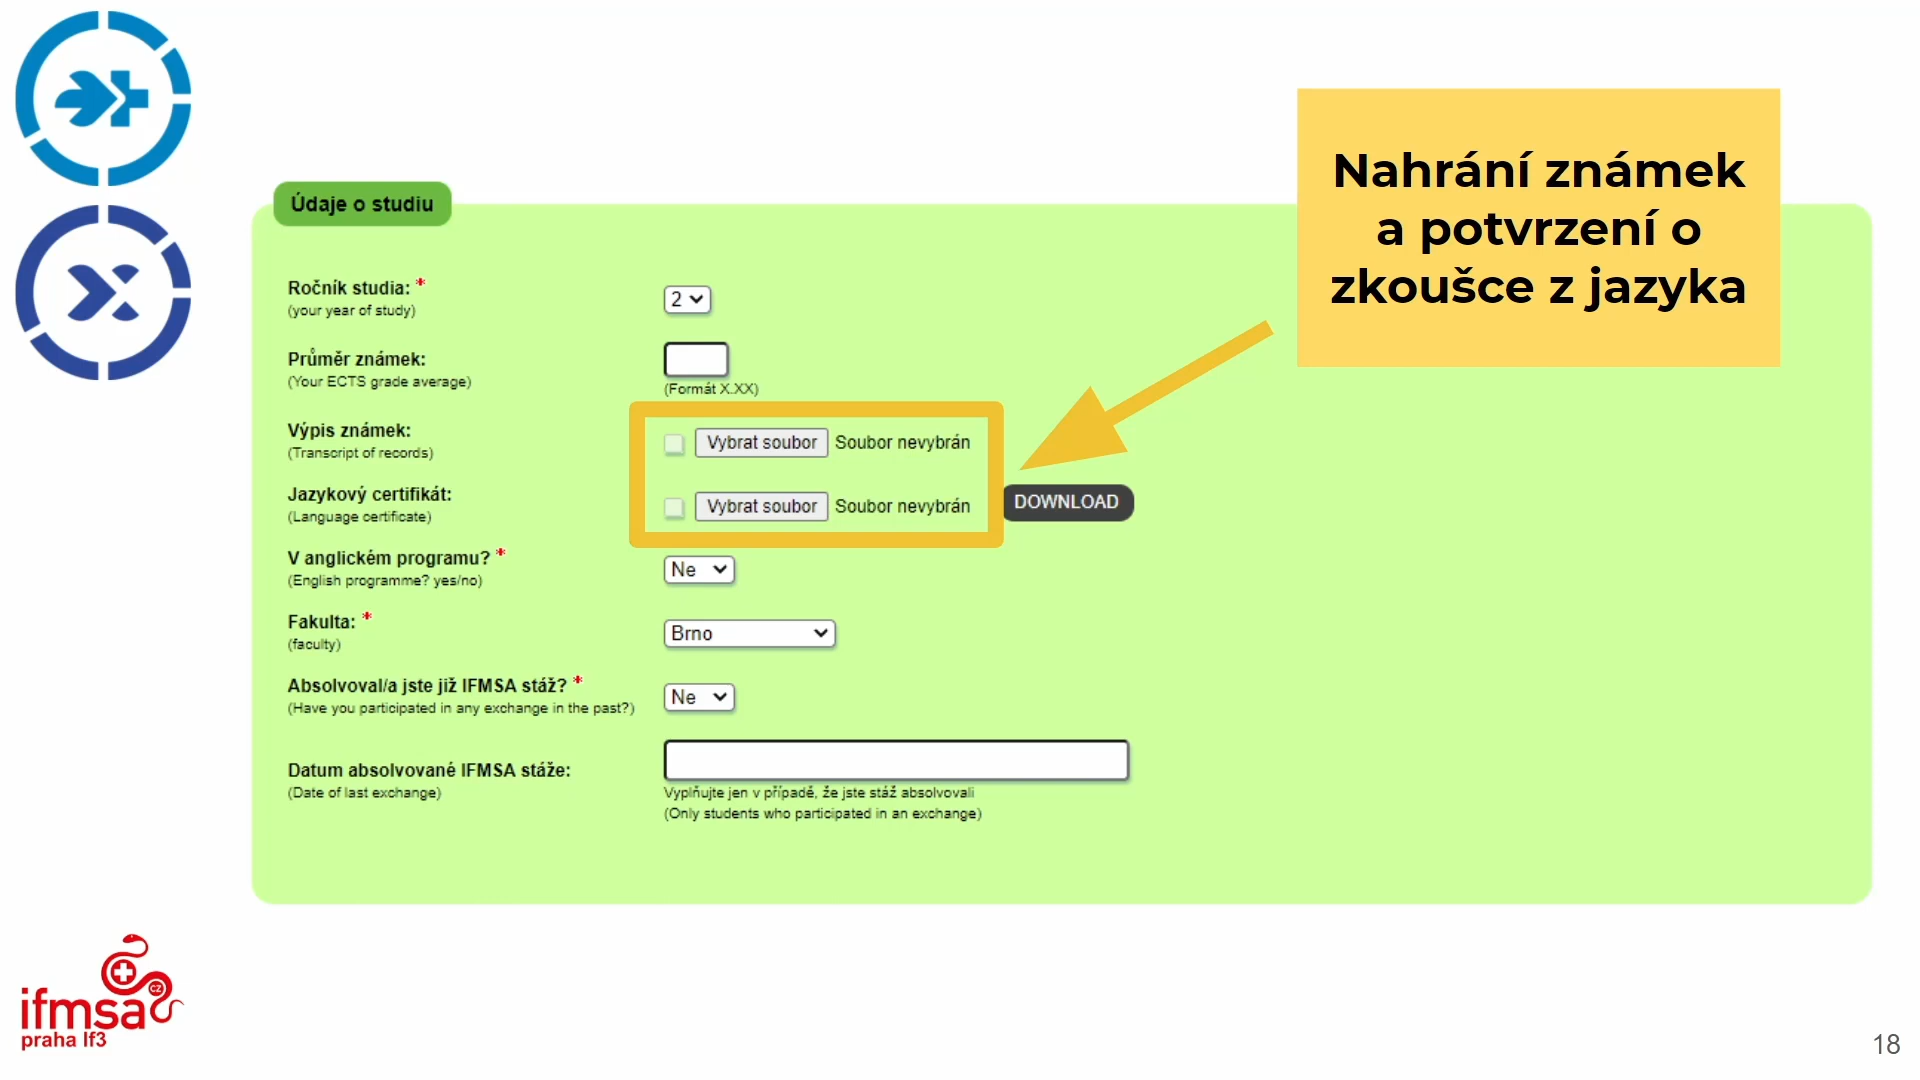 Nahrání známek
a potvrzení o
zkoušce z jazyka
Údaje o studiu
Ročník studia: *
(your year of study)
2
Průměr známek:
(Your ECTS grade average)
(Formát X.XX)
Výpis známek:
(Transcript of records)
Vybrat soubor Soubor nevybrán
Jazykový certifikát:
(Language certificate)
Vybrat soubor Soubor nevybrán
DOWNLOAD
V anglickém programu? *
(English programme? yes/no)
Ne
Fakulta: *
(faculty)
Brno
Absolvoval/a jste již IFMSA stáž? *
(Have you participated in any exchange in the past?)
Ne
Datum absolvované IFMSA stáže:
(Date of last exchange)
Vyplňujte jen v případě, že jste stáž absolvovali
(Only students who participated in an exchange)
ifmsa
CZ
praha lf3
18